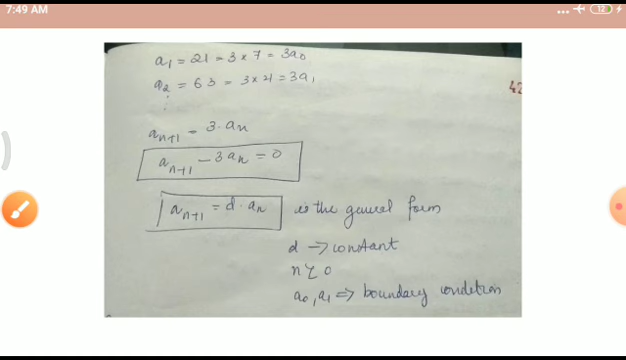 7:49 AM
... 12
a₁ = 21 = 3 × 7 = 3a₀
42
a₂ = 63 = 3 × 21 = 3a₁
⋮
aₙ₊₁ = 3·aₙ
aₙ₊₁ - 3aₙ = 0
aₙ₊₁ = d·aₙ is the general form
d → constant
n ≥ 0
a₀, a₁ ⇒ boundary condition